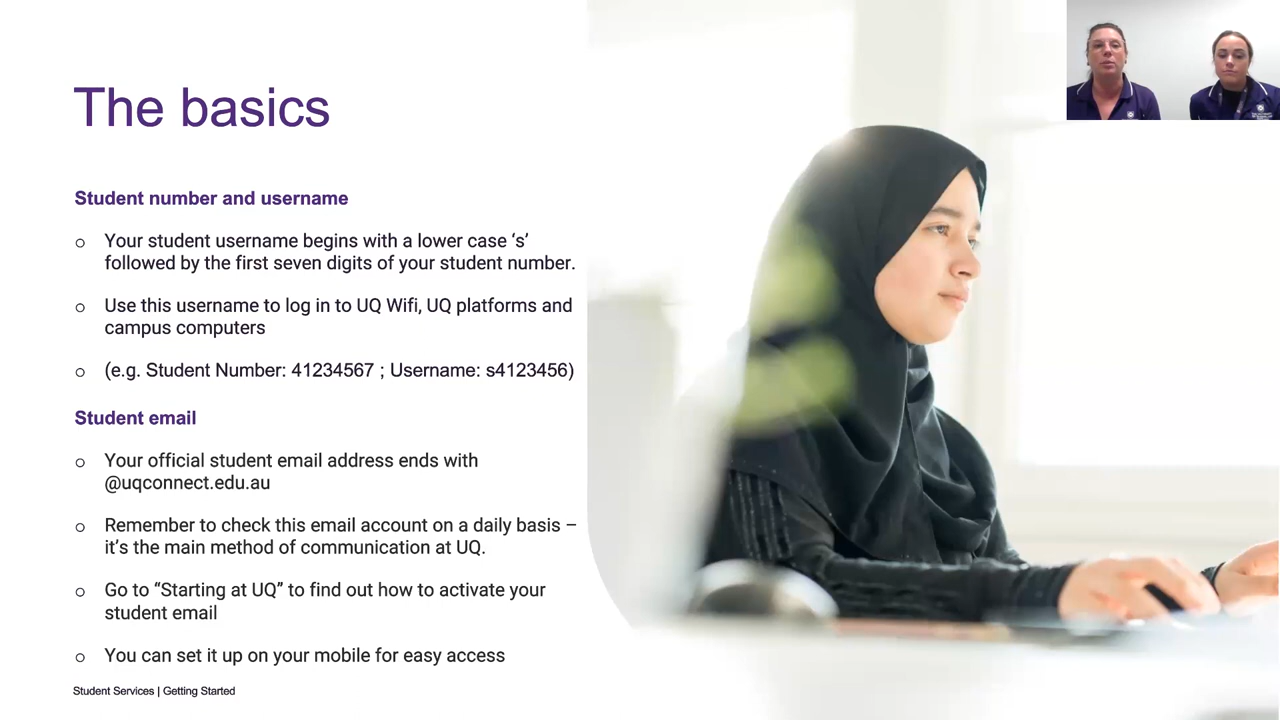 The basics
Student number and username
o Your student username begins with a lower case ‘s’
followed by the first seven digits of your student number.
o Use this username to log in to UQ Wifi, UQ platforms and
campus computers
o (e.g. Student Number: 41234567 ; Username: s4123456)
Student email
o Your official student email address ends with
@uqconnect.edu.au
o Remember to check this email account on a daily basis –
it’s the main method of communication at UQ.
o Go to “Starting at UQ” to find out how to activate your
student email
o You can set it up on your mobile for easy access
Student Services | Getting Started